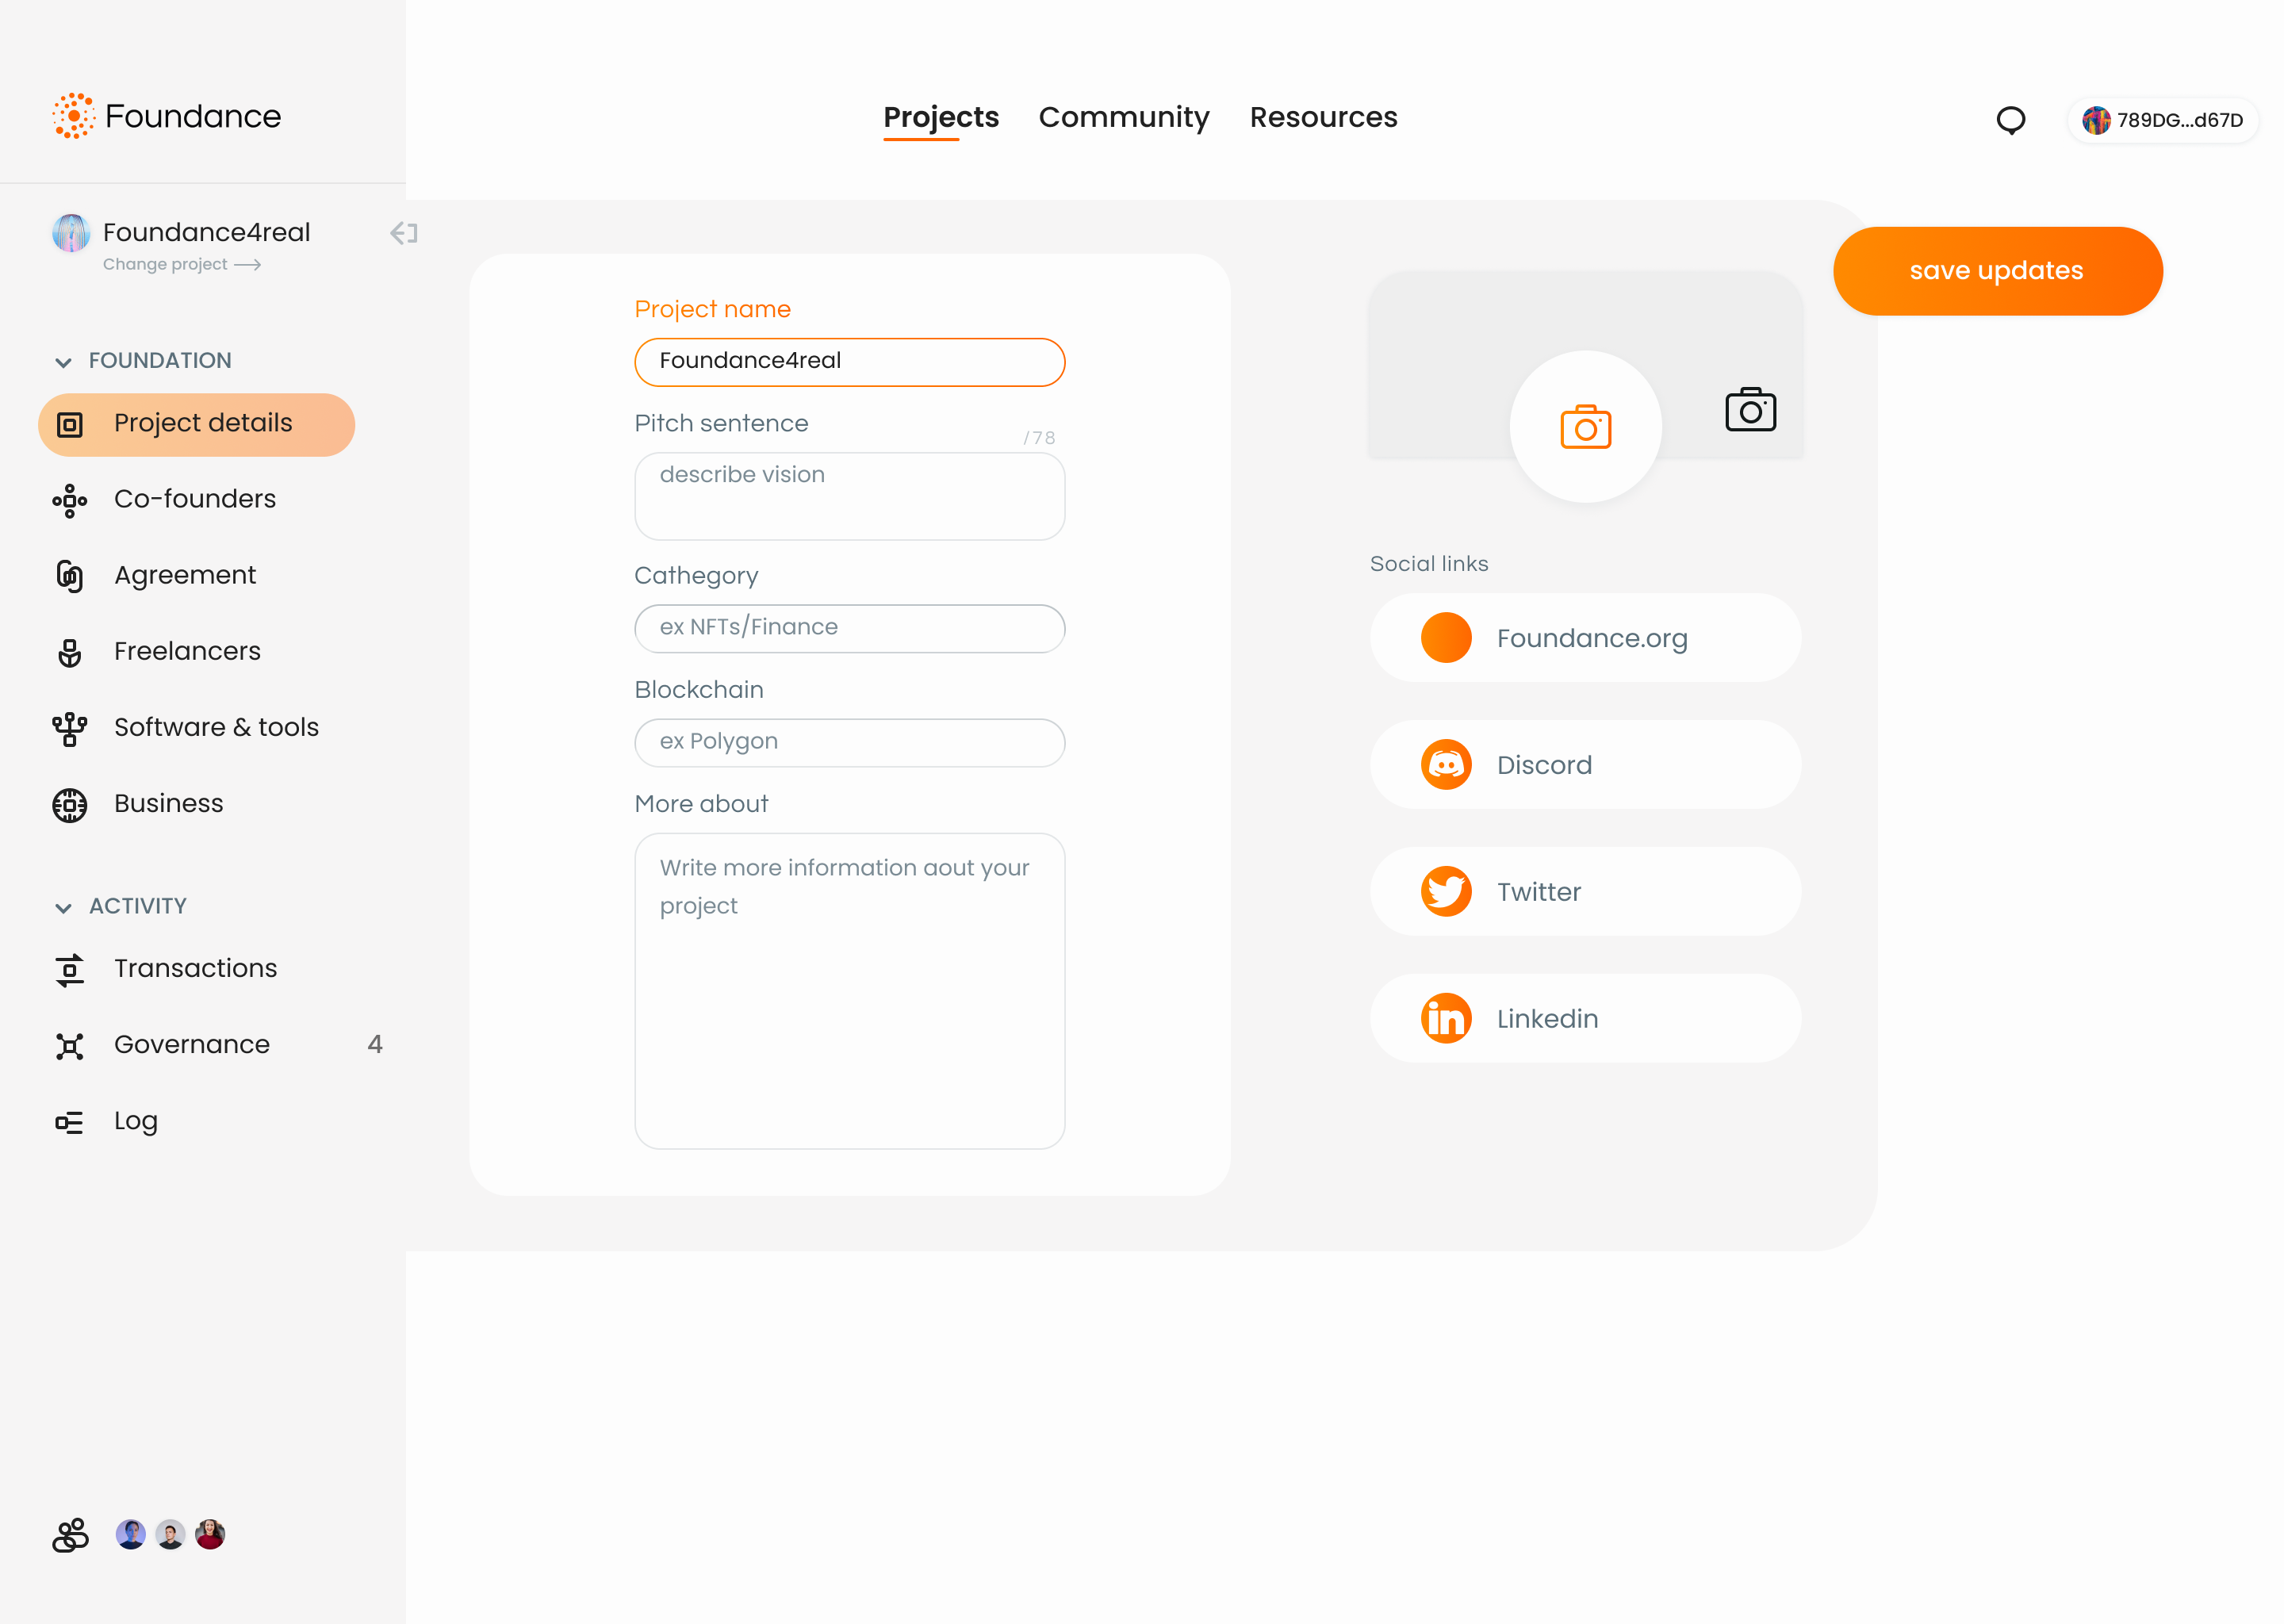 Foundance
Projects
Community
Resources
789DG...d67D
Foundance4real
Change project
FOUNDATION
Project details
Co-founders
Agreement
Freelancers
Software & tools
Business
ACTIVITY
Transactions
Governance
4
Log
Project name
Foundance4real
Pitch sentence
/78
describe vision
Cathegory
ex NFTs/Finance
Blockchain
ex Polygon
More about
Write more information aout your
project
save updates
Social links
Foundance.org
Discord
Twitter
in
Linkedin